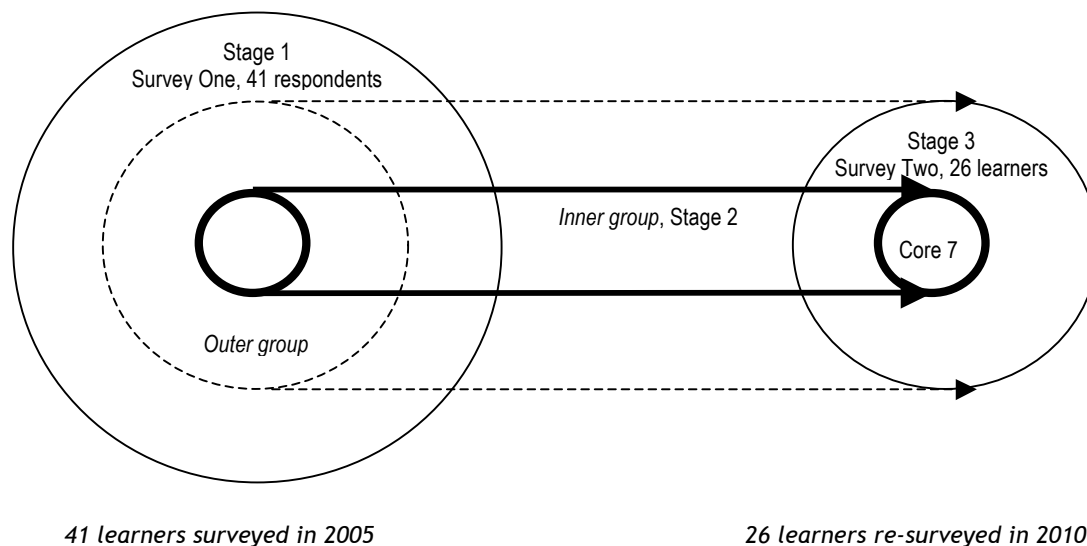 Stage 1
Survey One, 41 respondents
Stage 3
Survey Two, 26 learners
Inner group, Stage 2
Core 7
Outer group
41 learners surveyed in 2005
26 learners re-surveyed in 2010